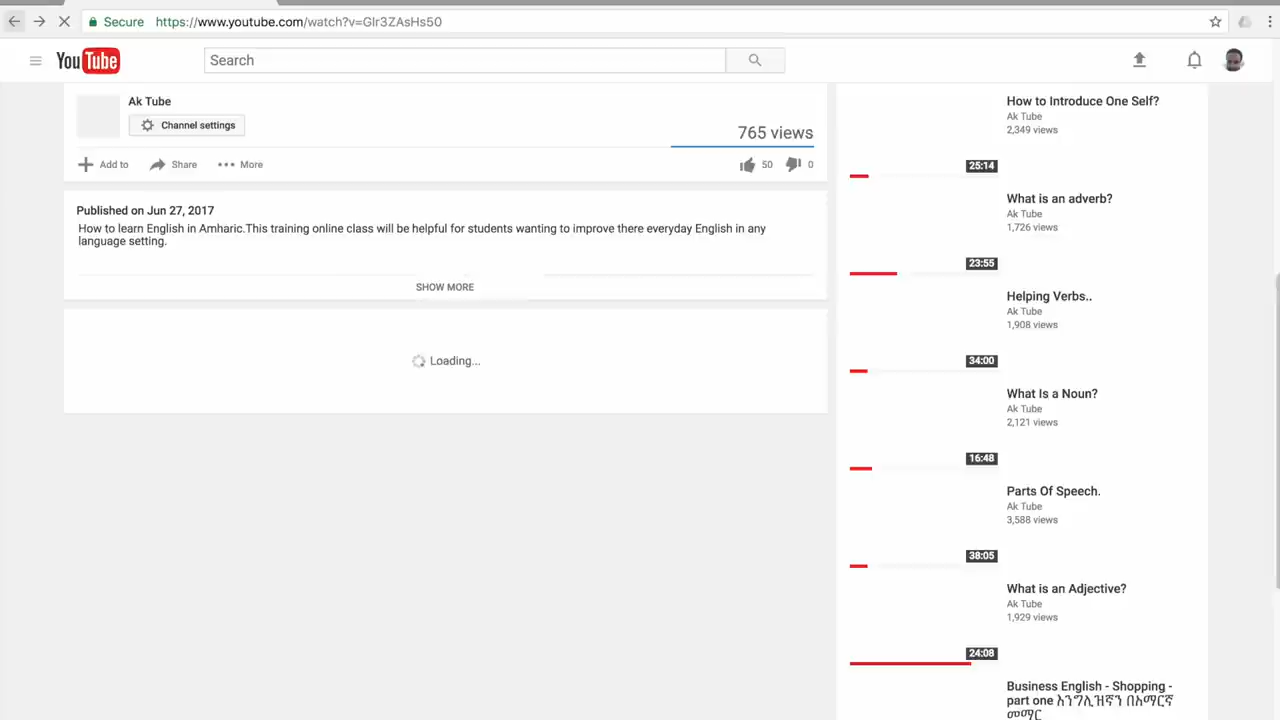 Secure https://www.youtube.com/watch?v=GIr3ZAsHs50
YouTube
Search
Ak Tube
Channel settings
765 views
Add to Share More 50 0
Published on Jun 27, 2017
How to learn English in Amharic.This training online class will be helpful for students wanting to improve there everyday English in any
language setting.
SHOW MORE
Loading...
How to Introduce One Self?
Ak Tube
2,349 views
25:14
What is an adverb?
Ak Tube
1,726 views
23:55
Helping Verbs..
Ak Tube
1,908 views
34:00
What Is a Noun?
Ak Tube
2,121 views
16:48
Parts Of Speech.
Ak Tube
3,588 views
38:05
What is an Adjective?
Ak Tube
1,929 views
24:08
Business English - Shopping -
part one እንግሊዝኛን በአማርኛ
መማር